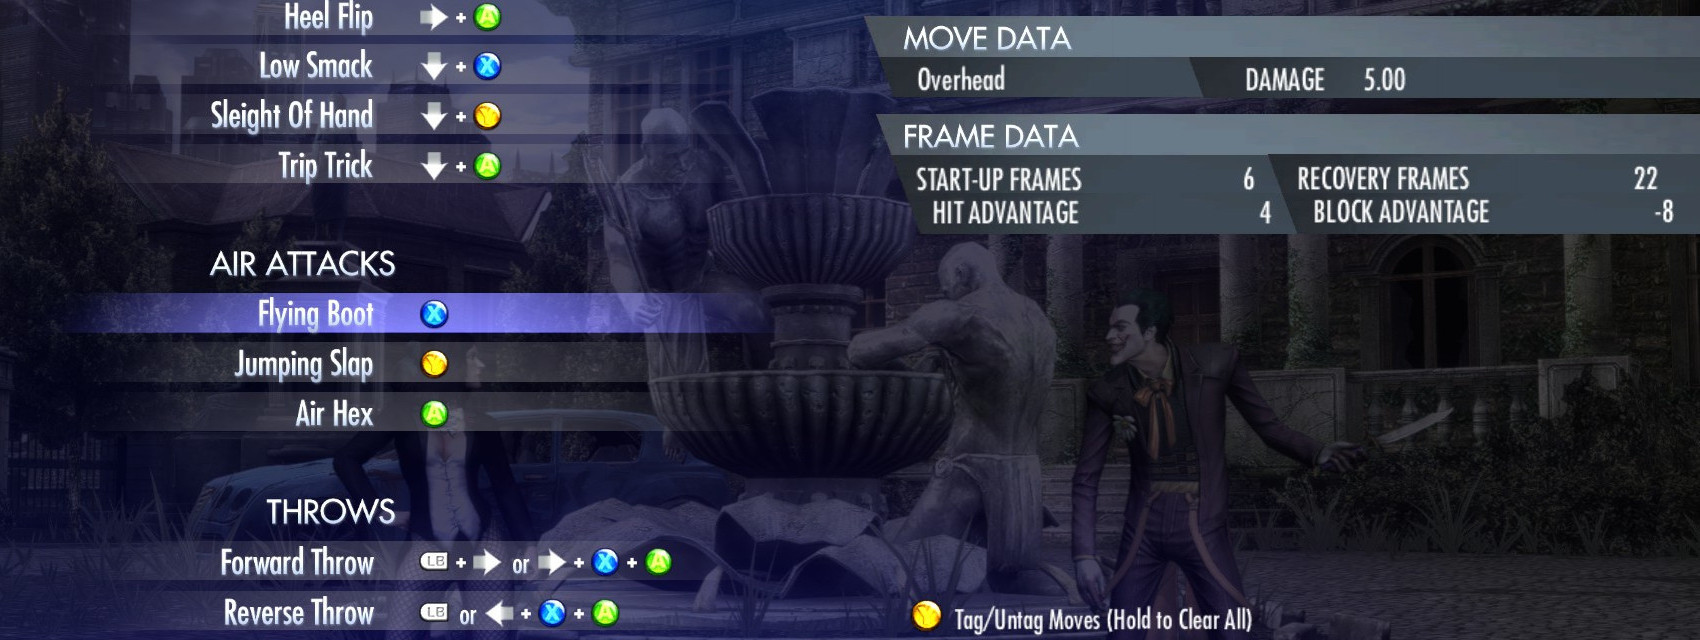 Heel Flip + A
Low Smack + X
Sleight Of Hand + Y
Trip Trick + A
AIR ATTACKS
Flying Boot X
Jumping Slap Y
Air Hex A
THROWS
Forward Throw LB + or + X + A
Reverse Throw LB or + X + A
MOVE DATA
Overhead DAMAGE 5.00
FRAME DATA
START-UP FRAMES 6 RECOVERY FRAMES 22
HIT ADVANTAGE 4 BLOCK ADVANTAGE -8
Y Tag/Untag Moves (Hold to Clear All)